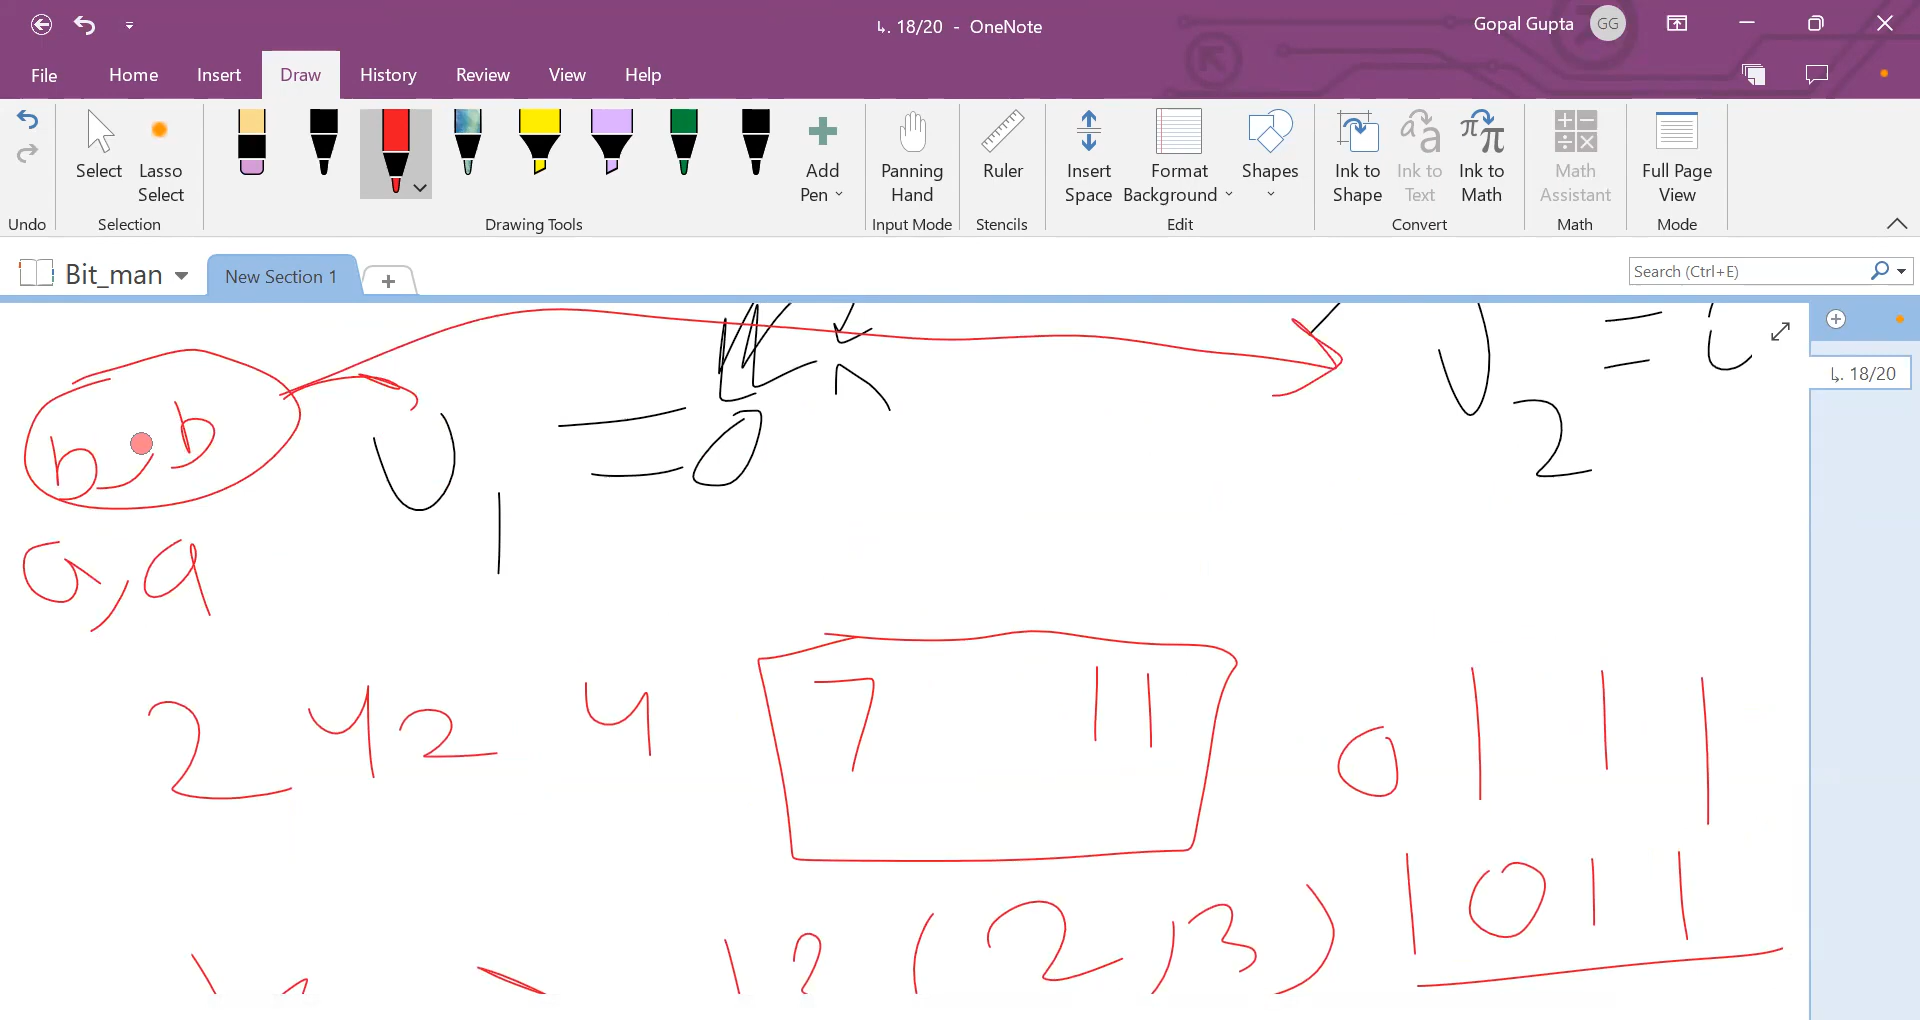 ↳. 18/20 - OneNote
Gopal Gupta GG
File Home Insert Draw History Review View Help
Select
Lasso Select
Add Pen
Panning Hand
Ruler
Insert Space
Format Background
Shapes
Ink to Shape
Ink to Text
Ink to Math
Math Assistant
Full Page View
Undo Selection Drawing Tools Input Mode Stencils Edit Convert Math Mode
Bit_man New Section 1 +
Search (Ctrl+E)
↳. 18/20
b, b
U1 = 0
U2 =
a, a
2 4 2 4 7 11
0 1 1 1
1 0 1 1
(2,3)